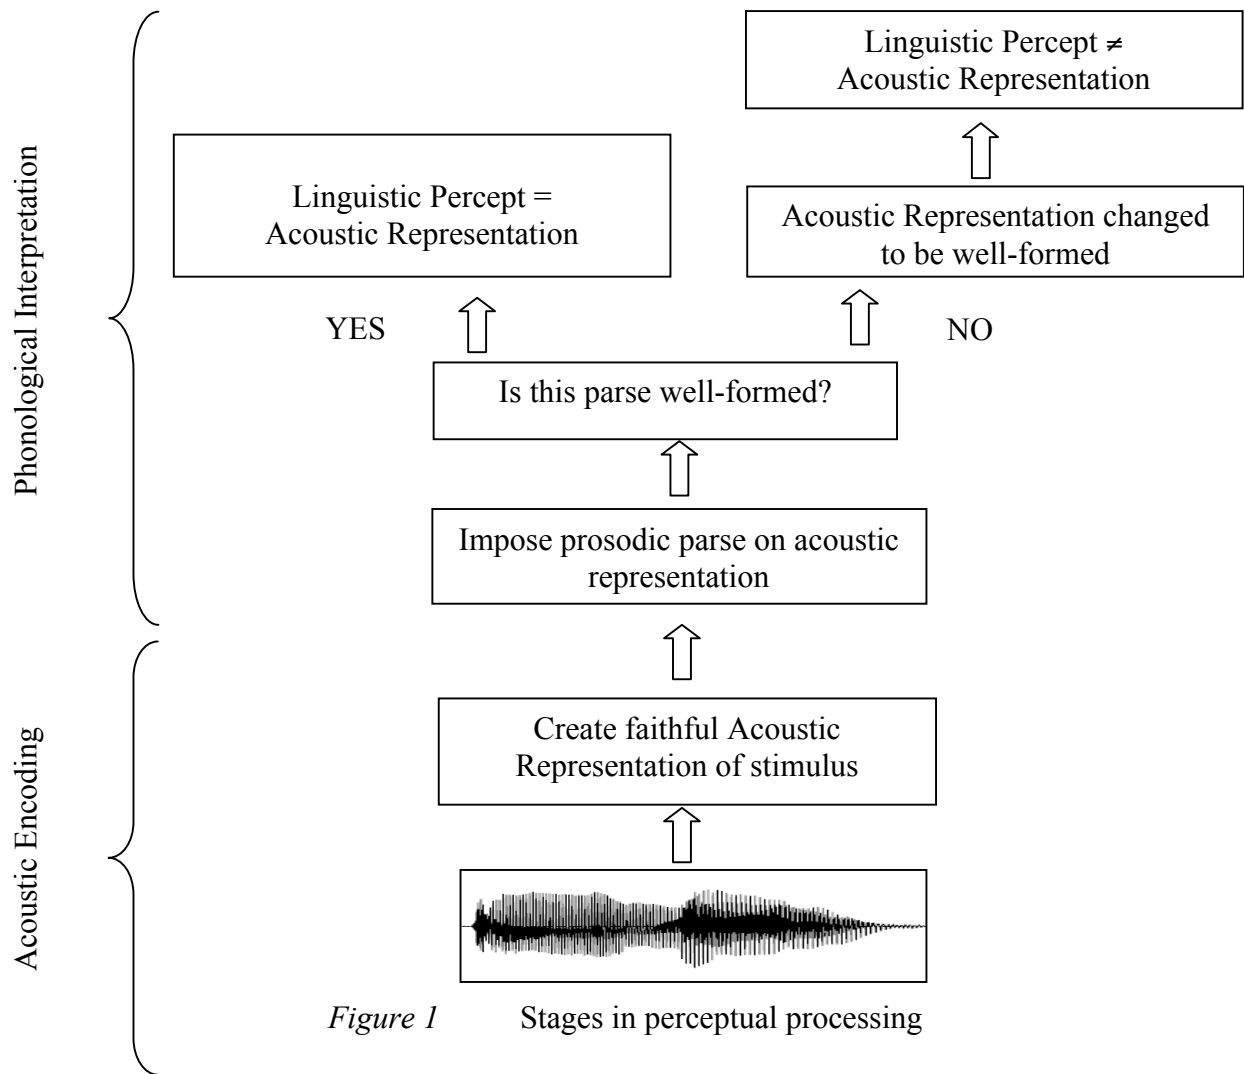 Linguistic Percept ≠
Acoustic Representation
Linguistic Percept =
Acoustic Representation
Acoustic Representation changed
to be well-formed
YES
NO
Is this parse well-formed?
Impose prosodic parse on acoustic
representation
Phonological Interpretation
Create faithful Acoustic
Representation of stimulus
Acoustic Encoding
Figure 1 Stages in perceptual processing